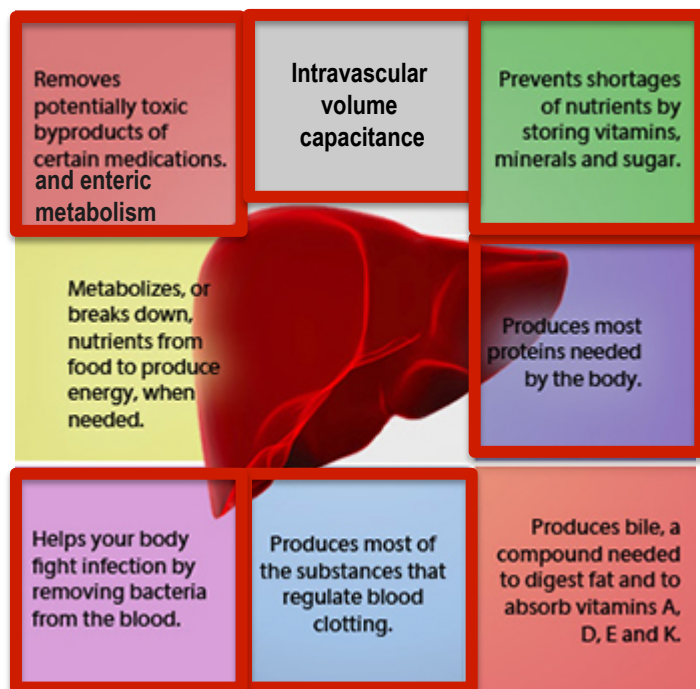 Removes
potentially toxic
byproducts of
certain medications.
and enteric
metabolism
Intravascular
volume
capacitance
Prevents shortages
of nutrients by
storing vitamins,
minerals and sugar.
Metabolizes, or
breaks down,
nutrients from
food to produce
energy, when
needed.
Produces most
proteins needed
by the body.
Helps your body
fight infection by
removing bacteria
from the blood.
Produces most of
the substances that
regulate blood
clotting.
Produces bile, a
compound needed
to digest fat and to
absorb vitamins A,
D, E and K.